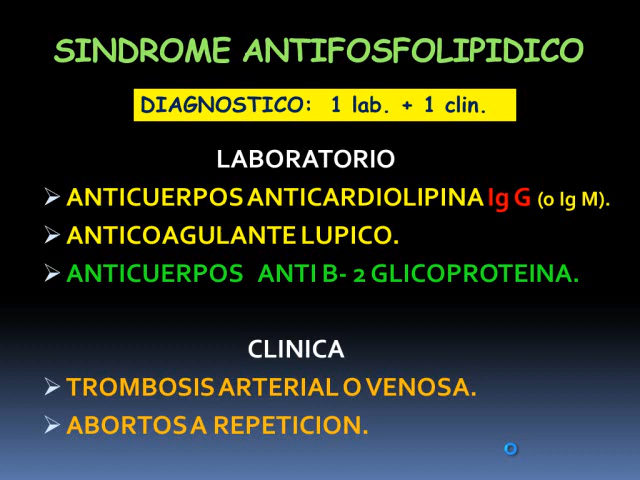 SINDROME ANTIFOSFOLIPIDICO
DIAGNOSTICO: 1 lab. + 1 clin.
LABORATORIO
ANTICUERPOS ANTICARDIOLIPINA Ig G (o Ig M).
ANTICOAGULANTE LUPICO.
ANTICUERPOS ANTI B- 2 GLICOPROTEINA.
CLINICA
TROMBOSIS ARTERIAL O VENOSA.
ABORTOS A REPETICION.
O